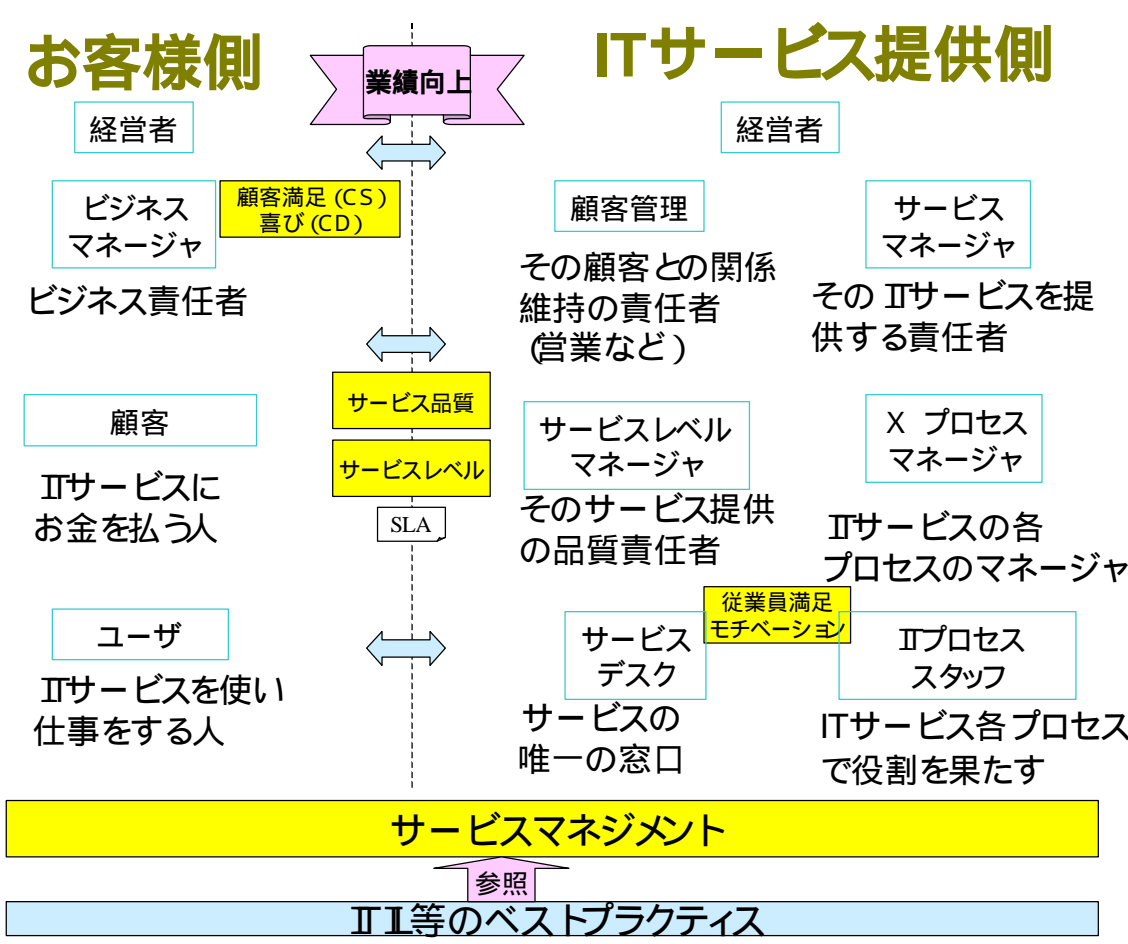 お客様側
業績向上
ITサービス提供側
経営者
経営者
ビジネス
マネージャ
顧客満足(CS)
喜び(CD)
顧客管理
サービス
マネージャ
ビジネス責任者
その顧客との関係
維持の責任者
(営業など)
そのITサービスを提
供する責任者
サービス品質
顧客
サービスレベル
サービスレベル
マネージャ
X プロセス
マネージャ
ITサービスに
お金を払う人
SLA
そのサービス提供
の品質責任者
ITサービスの各
プロセスのマネージャ
従業員満足
モチベーション
ユーザ
サービス
デスク
ITプロセス
スタッフ
ITサービスを使い
仕事をする人
サービスの
唯一の窓口
ITサービス各プロセス
で役割を果たす
サービスマネジメント
参照
ITIL等のベストプラクティス